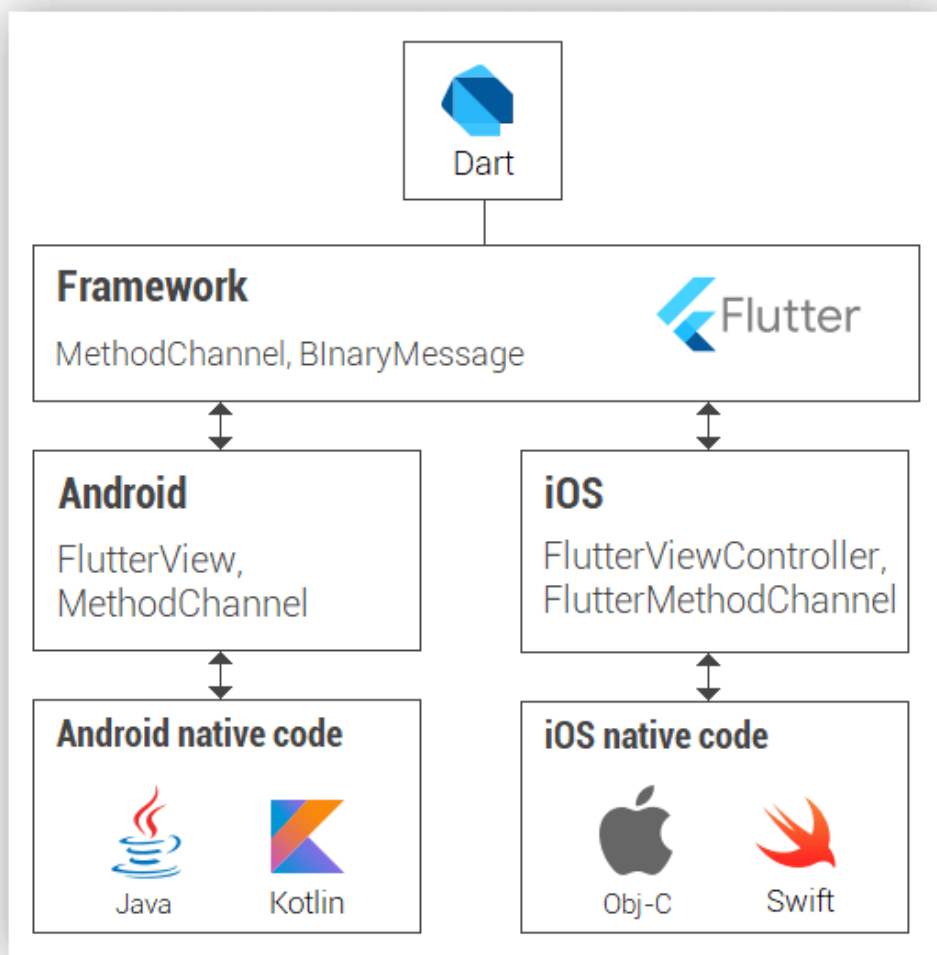 Dart
Framework
Flutter
MethodChannel, BInaryMessage
Android
FlutterView,
MethodChannel
iOS
FlutterViewController,
FlutterMethodChannel
Android native code
Java
Kotlin
iOS native code
Obj-C
Swift